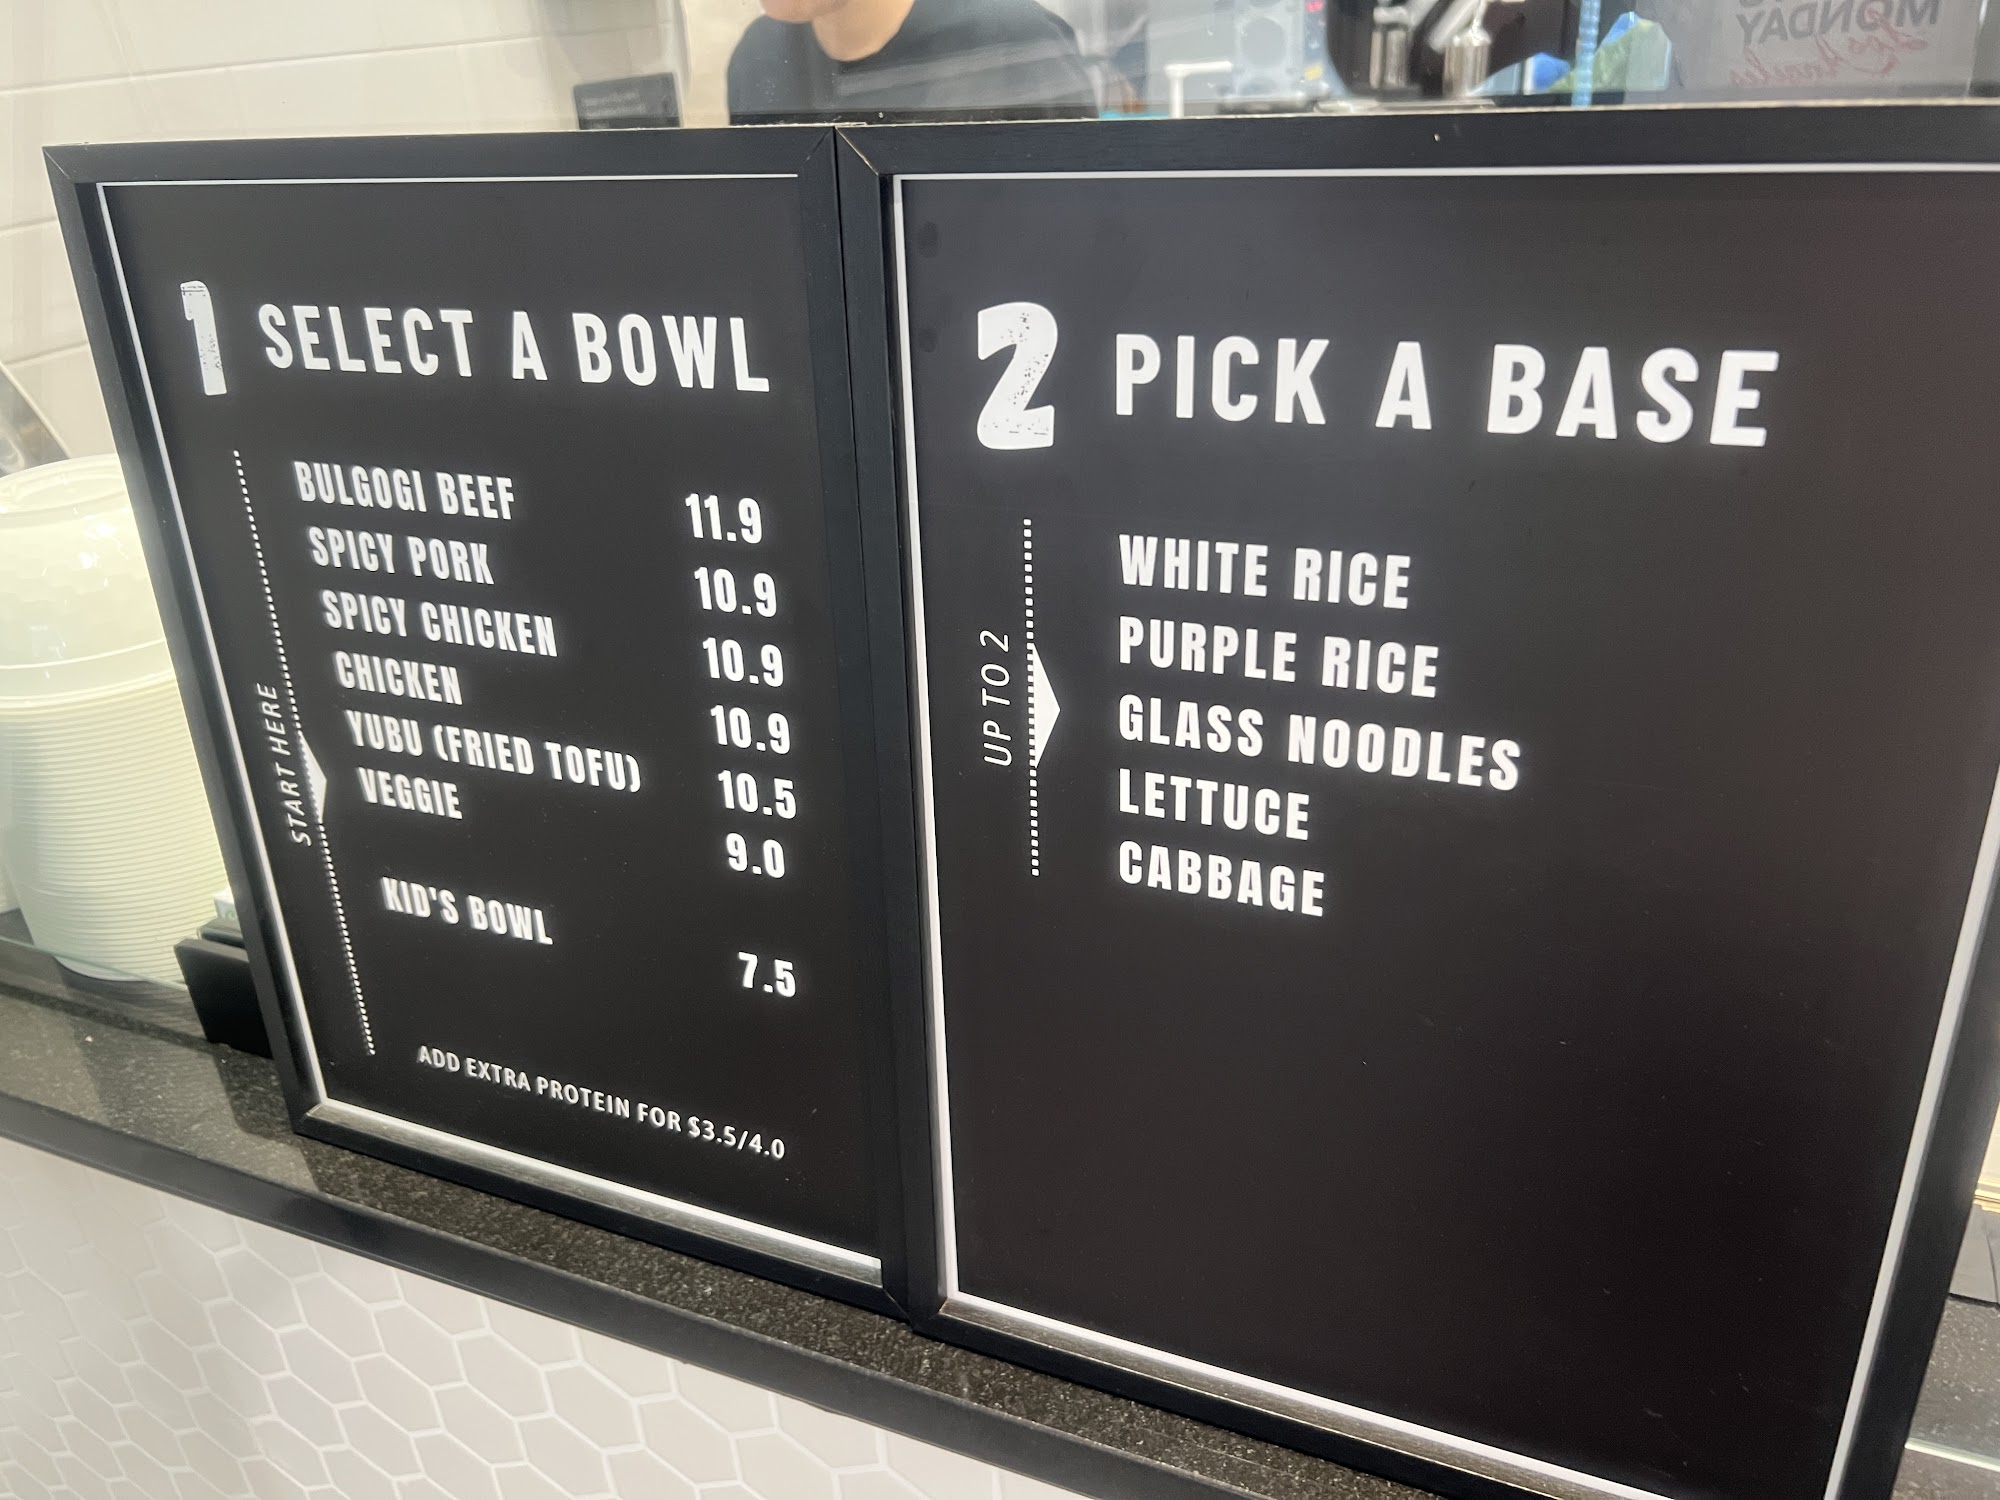 1 SELECT A BOWL
START HERE
BULGOGI BEEF 11.9
SPICY PORK 10.9
SPICY CHICKEN 10.9
CHICKEN 10.9
YUBU (FRIED TOFU) 10.5
VEGGIE 9.0
KID'S BOWL 7.5
ADD EXTRA PROTEIN FOR $3.5/4.0
2 PICK A BASE
UP TO 2
WHITE RICE
PURPLE RICE
GLASS NOODLES
LETTUCE
CABBAGE
MONDAY